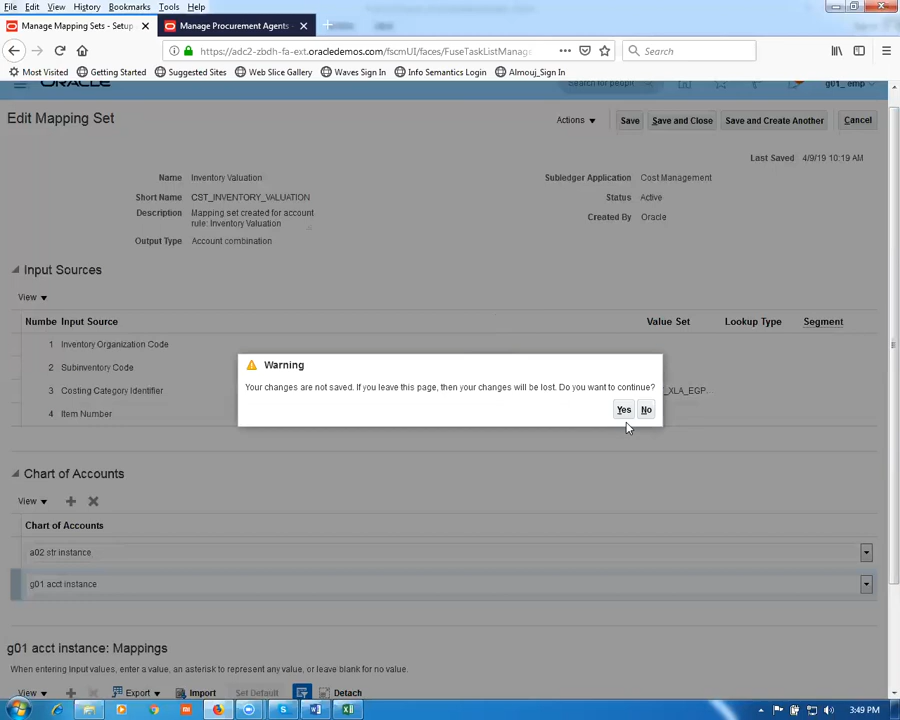 File Edit View History Bookmarks Tools Help
Manage Mapping Sets - Setup
Manage Procurement Agents -
https://adc2-zbdh-fa-ext.oracledemos.com/fscmUI/faces/FuseTaskListManag
Search
Most Visited Getting Started Suggested Sites Web Slice Gallery Waves Sign In Info Semantics Login Almouj_Sign In
ORACLE
Search for people
g01_ emp
Edit Mapping Set
Actions
Save
Save and Close
Save and Create Another
Cancel
Last Saved 4/9/19 10:19 AM
Name Inventory Valuation
Subledger Application Cost Management
Short Name CST_INVENTORY_VALUATION
Status Active
Description Mapping set created for account rule: Inventory Valuation
Created By Oracle
Output Type Account combination
Input Sources
View
Numbe Input Source Value Set Lookup Type Segment
1 Inventory Organization Code
2 Subinventory Code
3 Costing Category Identifier _XLA_EGP...
4 Item Number
Warning
Your changes are not saved. If you leave this page, then your changes will be lost. Do you want to continue?
Yes No
Chart of Accounts
View
Chart of Accounts
a02 str instance
g01 acct instance
g01 acct instance: Mappings
When entering Input values, enter a value, an asterisk to represent any value, or leave blank for no value.
View Export Import Set Default Detach
3:49 PM